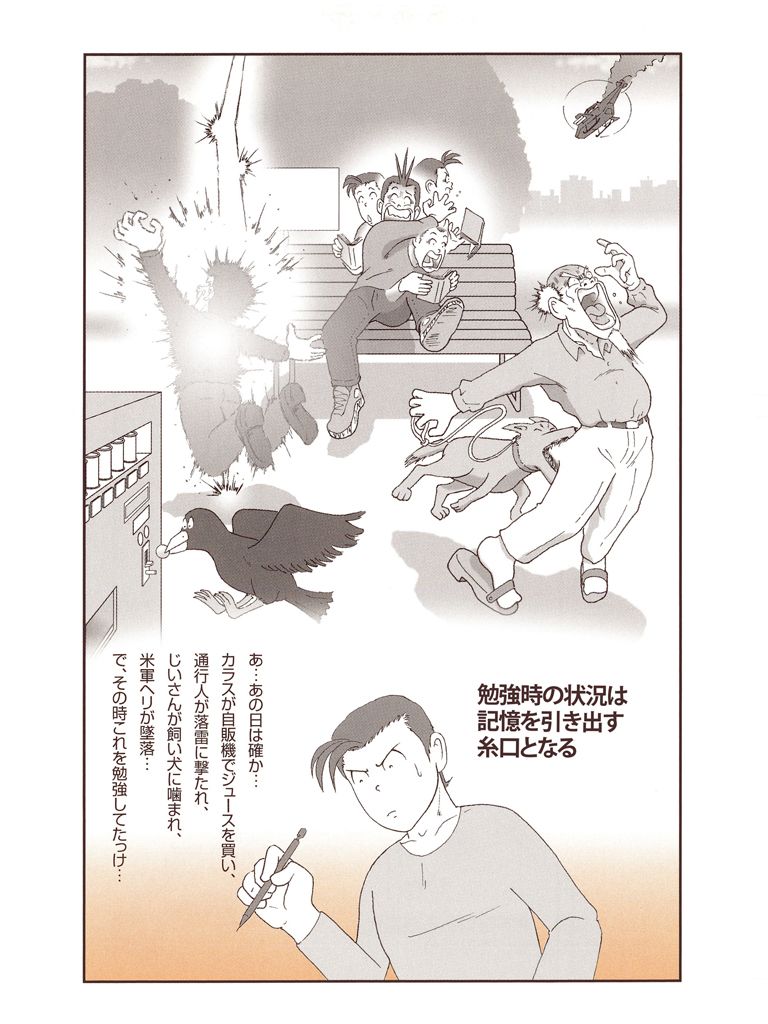 あ…あの日は確か…
カラスが自販機でジュースを買い、
通行人が落雷に撃たれ、
じいさんが飼い犬に噛まれ、
米軍ヘリが墜落…
で、その時これを勉強してたっけ…
勉強時の状況は
記憶を引き出す
糸口となる